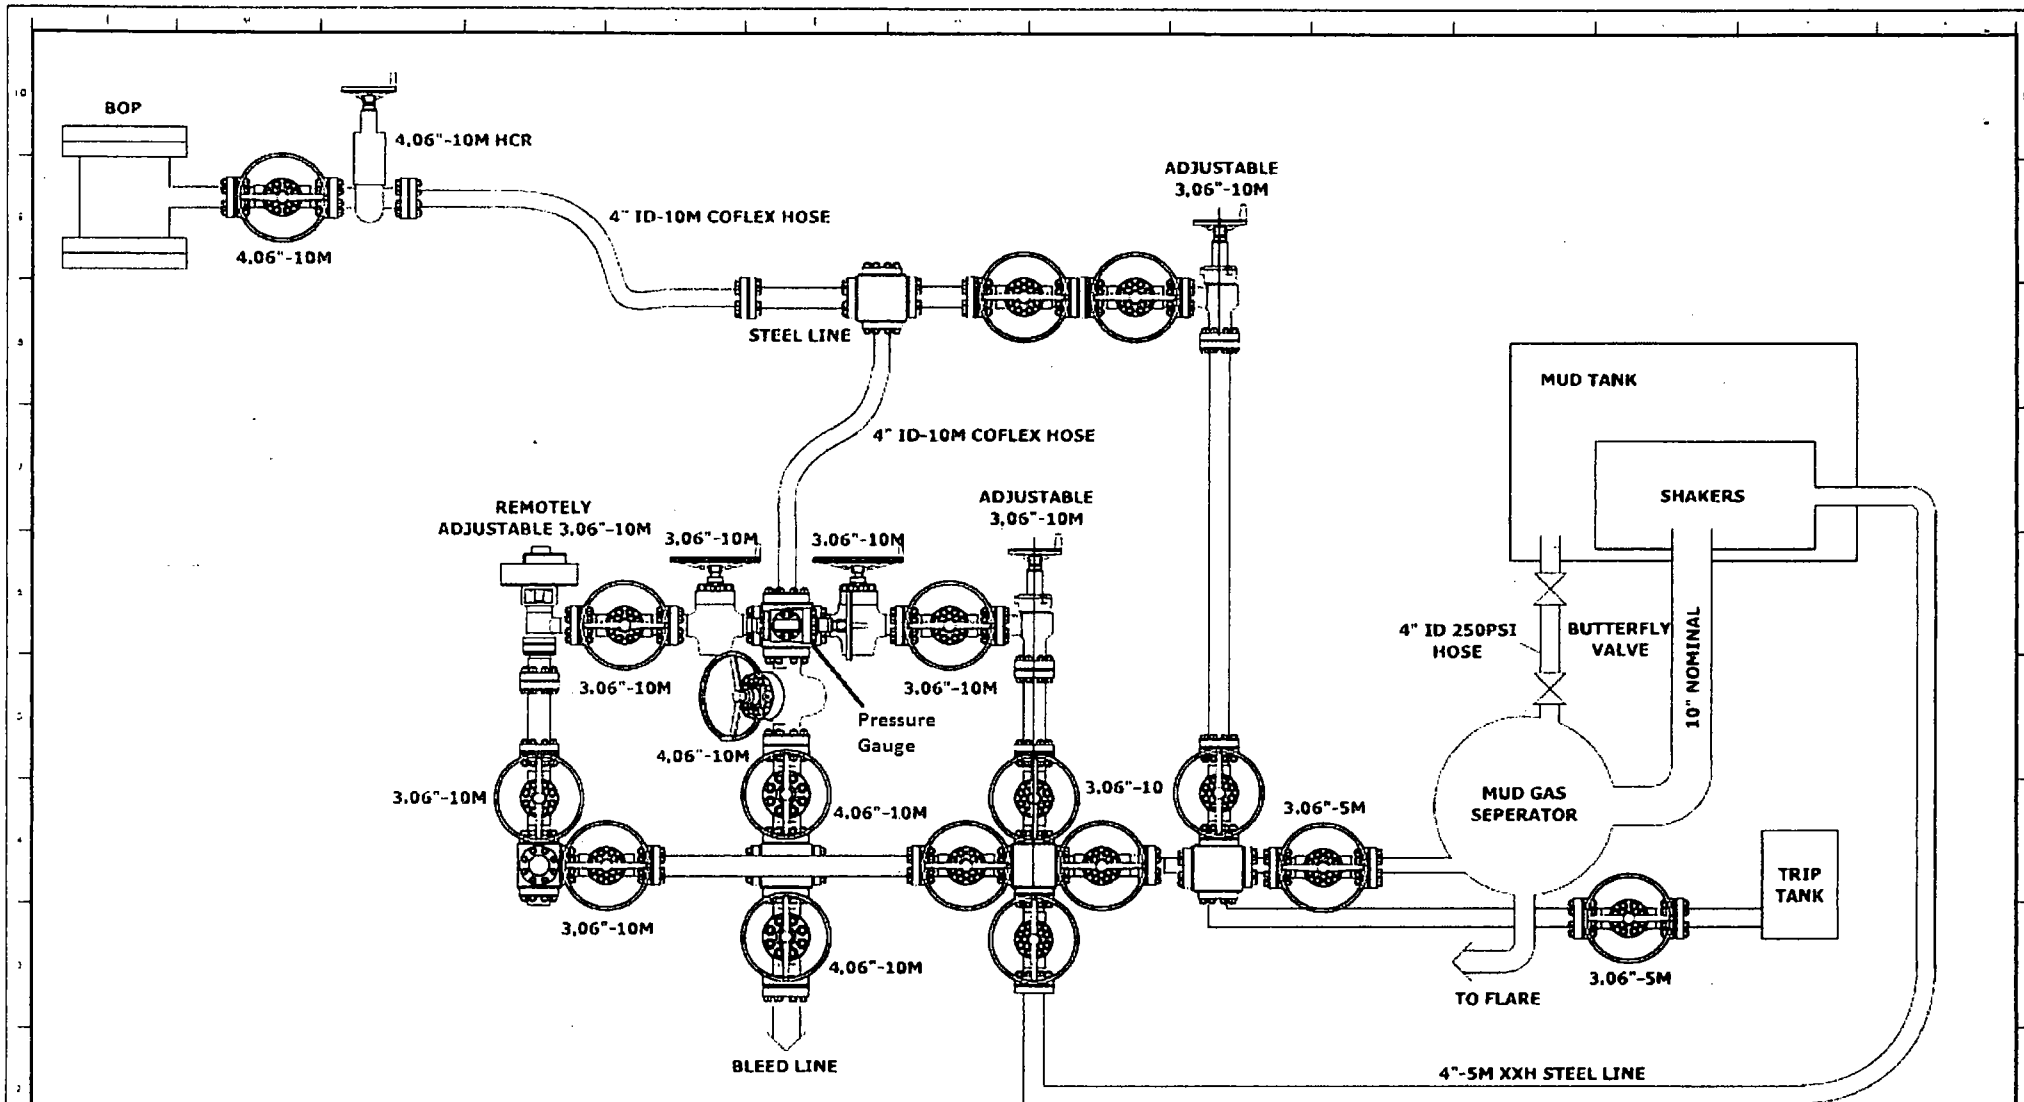 BOP
4.06"-10M HCR
4.06"-10M
4" ID-10M COFLEX HOSE
ADJUSTABLE
3.06"-10M
STEEL LINE
4" ID-10M COFLEX HOSE
MUD TANK
SHAKERS
REMOTELY
ADJUSTABLE 3.06"-10M
3.06"-10M
3.06"-10M
ADJUSTABLE
3.06"-10M
4" ID 250PSI
HOSE
BUTTERFLY
VALVE
10" NOMINAL
3.06"-10M
3.06"-10M
Pressure
Gauge
4.06"-10M
3.06"-10M
4.06"-10M
3.06"-10
3.06"-5M
MUD GAS
SEPERATOR
TRIP
TANK
3.06"-10M
4.06"-10M
3.06"-5M
TO FLARE
BLEED LINE
4"-5M XXH STEEL LINE